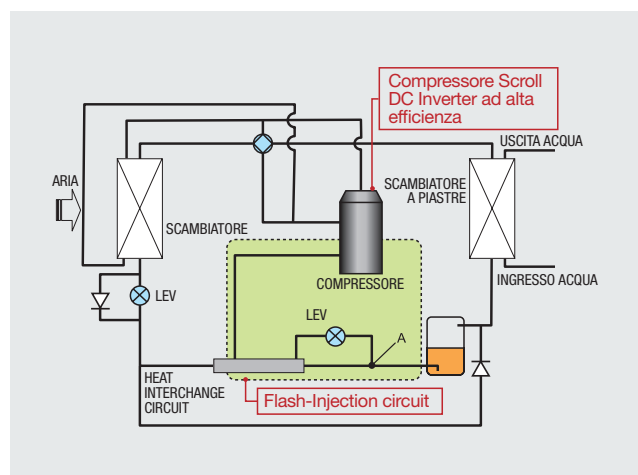 Compressore Scroll
DC Inverter ad alta
efficienza
USCITA ACQUA
ARIA
SCAMBIATORE
A PIASTRE
SCAMBIATORE
COMPRESSORE
INGRESSO ACQUA
LEV
LEV
A
HEAT
INTERCHANGE
CIRCUIT
Flash-Injection circuit